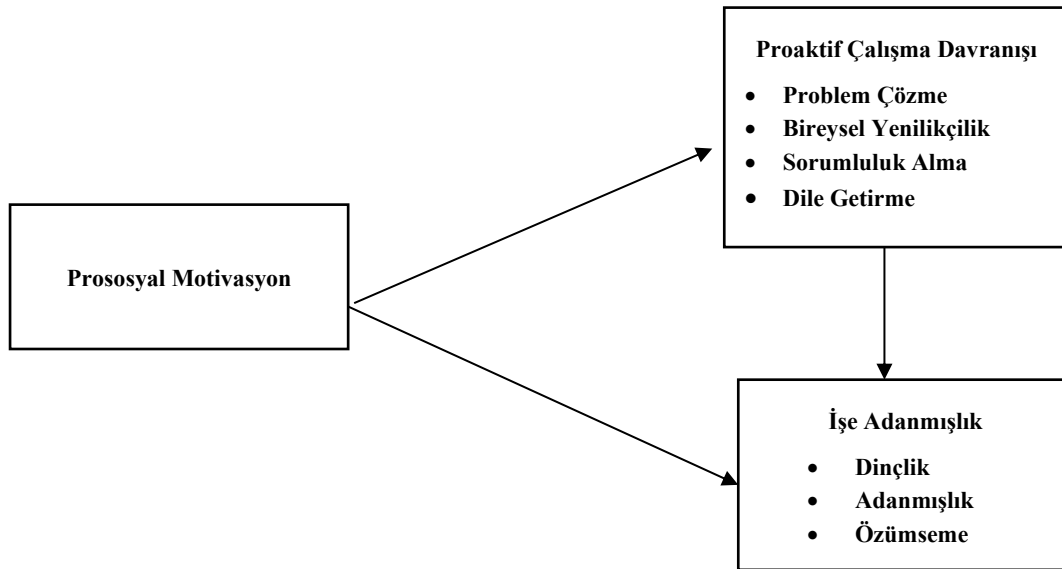 Proaktif Çalışma Davranışı
• Problem Çözme
• Bireysel Yenilikçilik
• Sorumluluk Alma
• Dile Getirme
Prososyal Motivasyon
İşe Adanmışlık
• Dinçlik
• Adanmışlık
• Özümseme